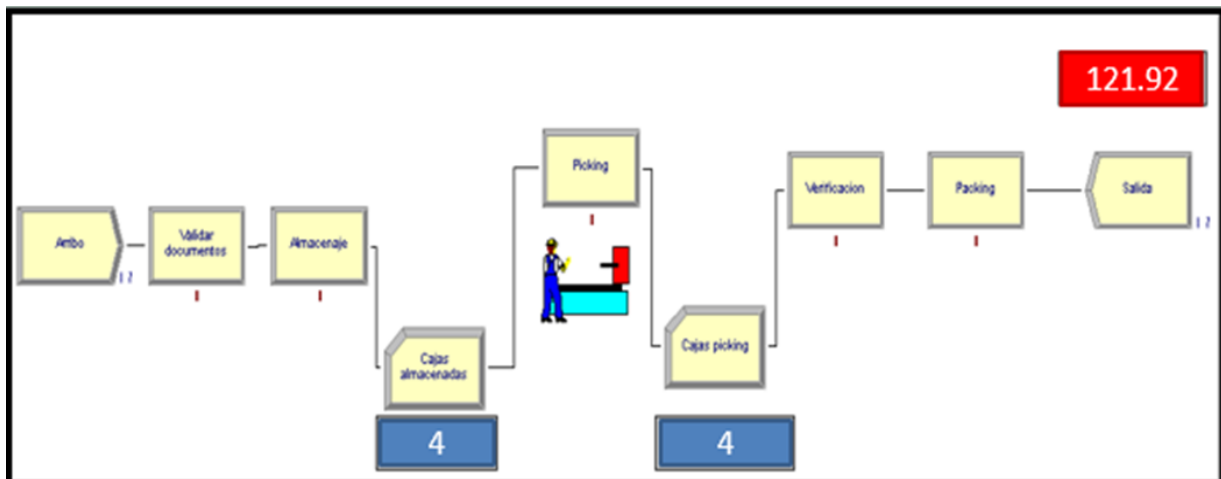 121.92
Picking
Verificacion
Packing
Salida
Arribo
Validar
documentos
Almacenaje
Cajas picking
Cajas
almacenadas
4
4